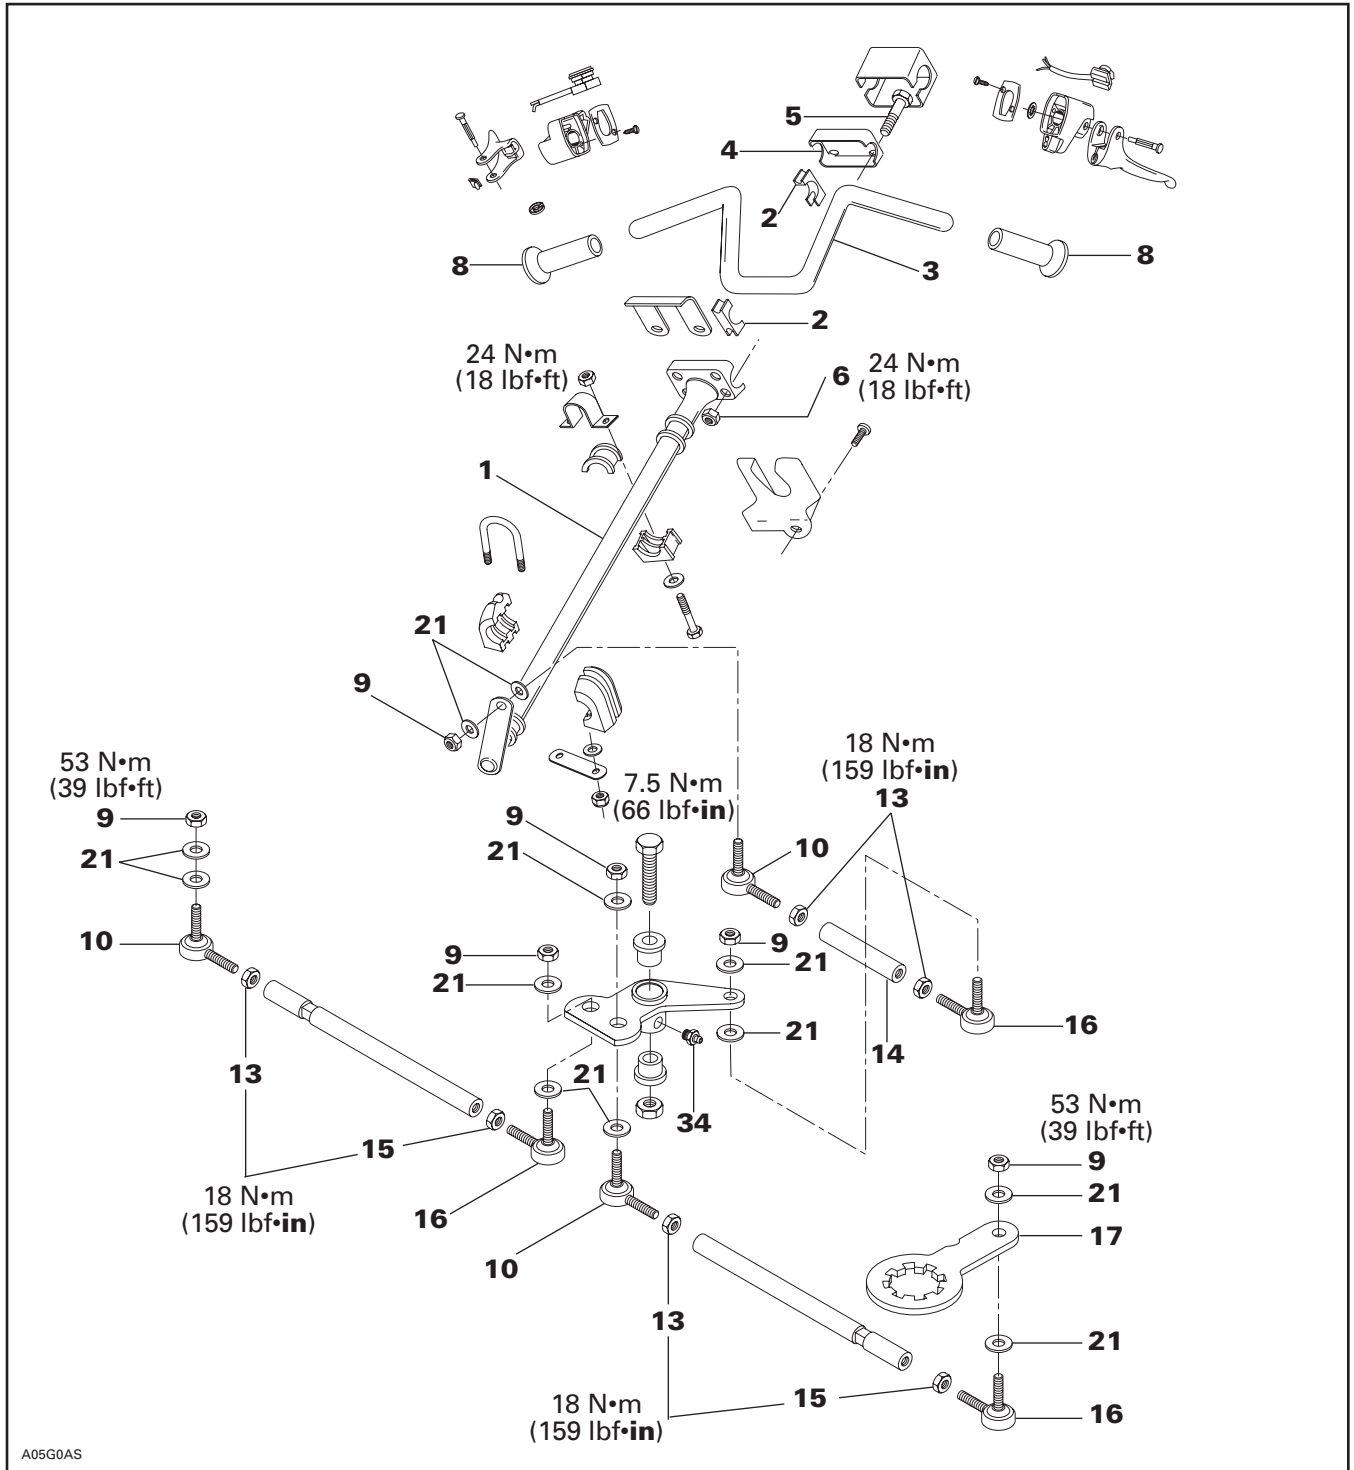 5
4
2
8
3
8
2
24 N•m
(18 lbf•ft)
6
24 N•m
(18 lbf•ft)
1
21
9
53 N•m
(39 lbf•ft)
18 N•m
(159 lbf•in)
7.5 N•m
(66 lbf•in)
13
9
9
21
21
10
10
9
9
21
21
21
16
14
13
21
34
53 N•m
(39 lbf•ft)
15
9
18 N•m
(159 lbf•in)
21
16
17
10
13
21
18 N•m
(159 lbf•in)
15
16
A05G0AS